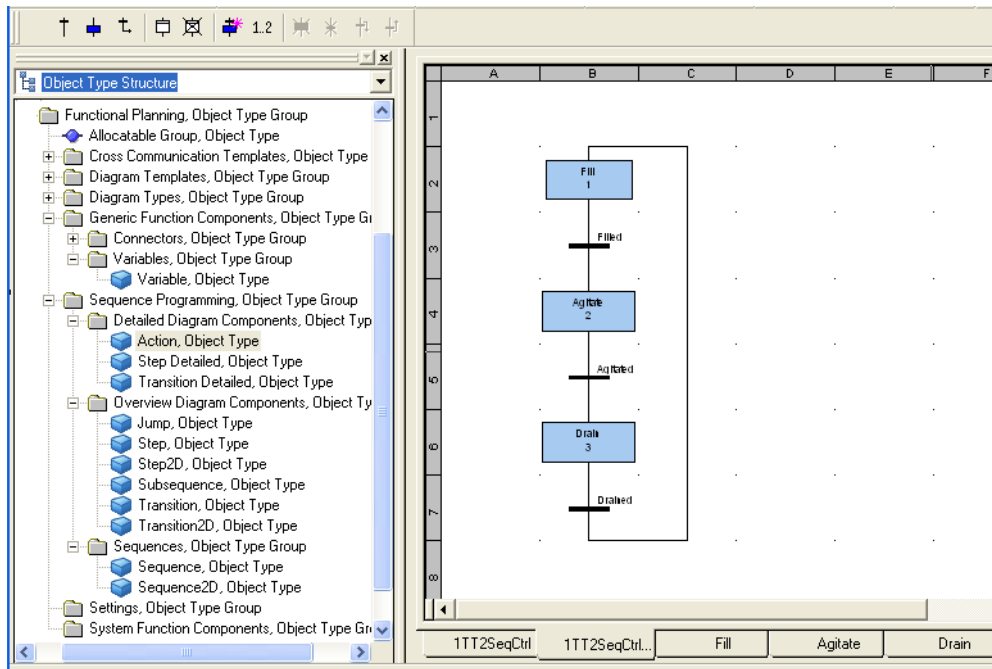 1..2
Object Type Structure
Functional Planning, Object Type Group
Allocatable Group, Object Type
Cross Communication Templates, Object Type
Diagram Templates, Object Type Group
Diagram Types, Object Type Group
Generic Function Components, Object Type Gr
Connectors, Object Type Group
Variables, Object Type Group
Variable, Object Type
Sequence Programming, Object Type Group
Detailed Diagram Components, Object Typ
Action, Object Type
Step Detailed, Object Type
Transition Detailed, Object Type
Overview Diagram Components, Object Ty
Jump, Object Type
Step, Object Type
Step2D, Object Type
Subsequence, Object Type
Transition, Object Type
Transition2D, Object Type
Sequences, Object Type Group
Sequence, Object Type
Sequence2D, Object Type
Settings, Object Type Group
System Function Components, Object Type Gr
A B C D E F
1
2
Fill
1
3
Filled
4
Agitate
2
5
Agitated
6
Drain
3
7
Drained
8
1TT2SeqCtrl 1TT2SeqCtrl... Fill Agitate Drain